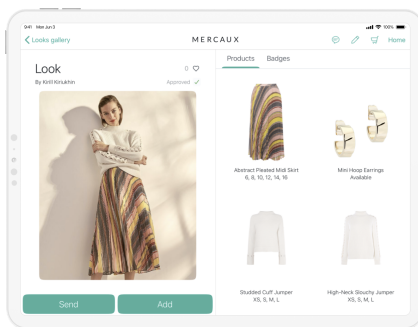 9:41 Mon Jun 3
100%
Looks gallery
MERCAUX
Home
Look
0
By Kirill Kiriukhin
Approved
Products
Badges
Abstract Pleated Midi Skirt
6, 8, 10, 12, 14, 16
Mini Hoop Earrings
Available
Studded Cuff Jumper
XS, S, M, L
High-Neck Slouchy Jumper
XS, S, M, L
Send
Add